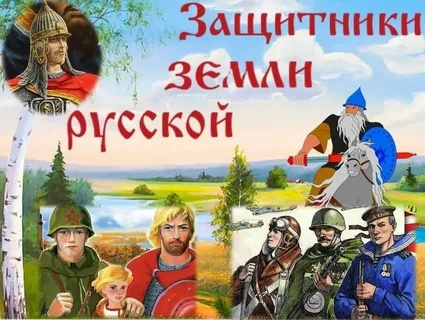 Защитники
земли
русской